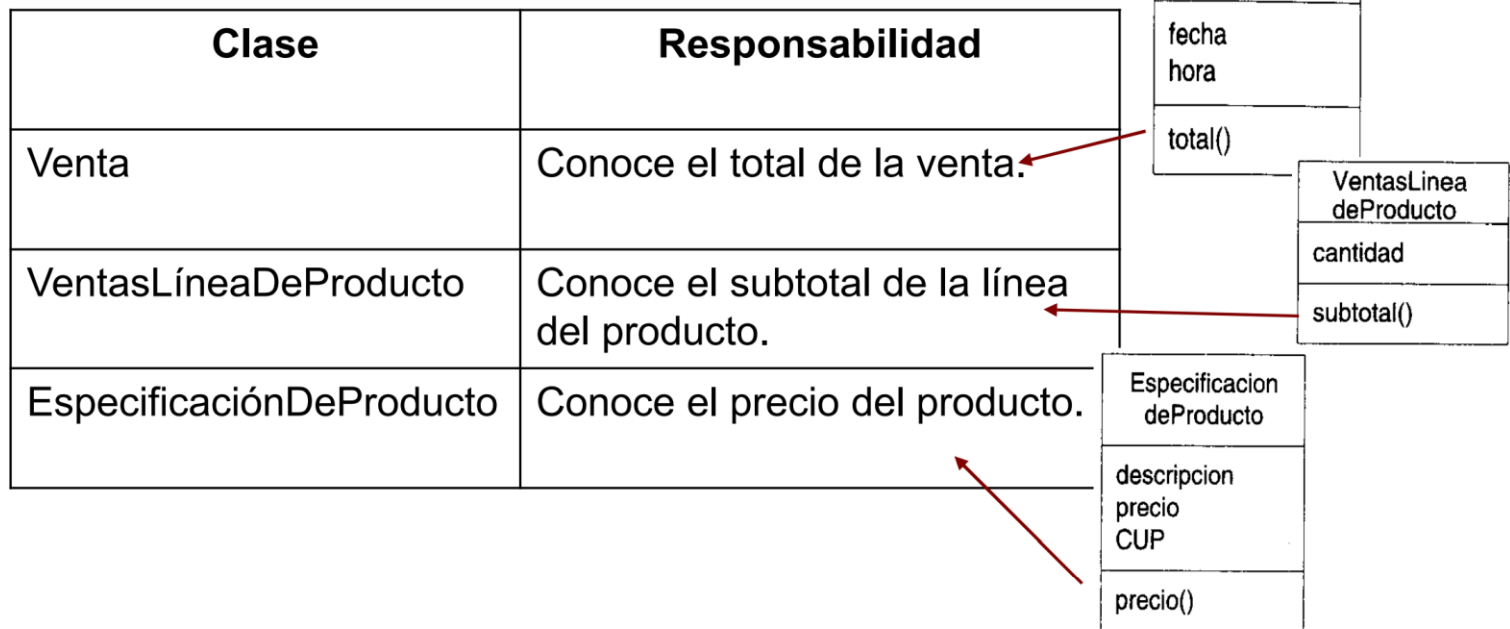 Clase
Responsabilidad
Venta
Conoce el total de la venta.
VentasLíneaDeProducto
Conoce el subtotal de la línea
del producto.
EspecificaciónDeProducto
Conoce el precio del producto.
fecha
hora
total()
VentasLinea
deProducto
cantidad
subtotal()
Especificacion
deProducto
descripcion
precio
CUP
precio()